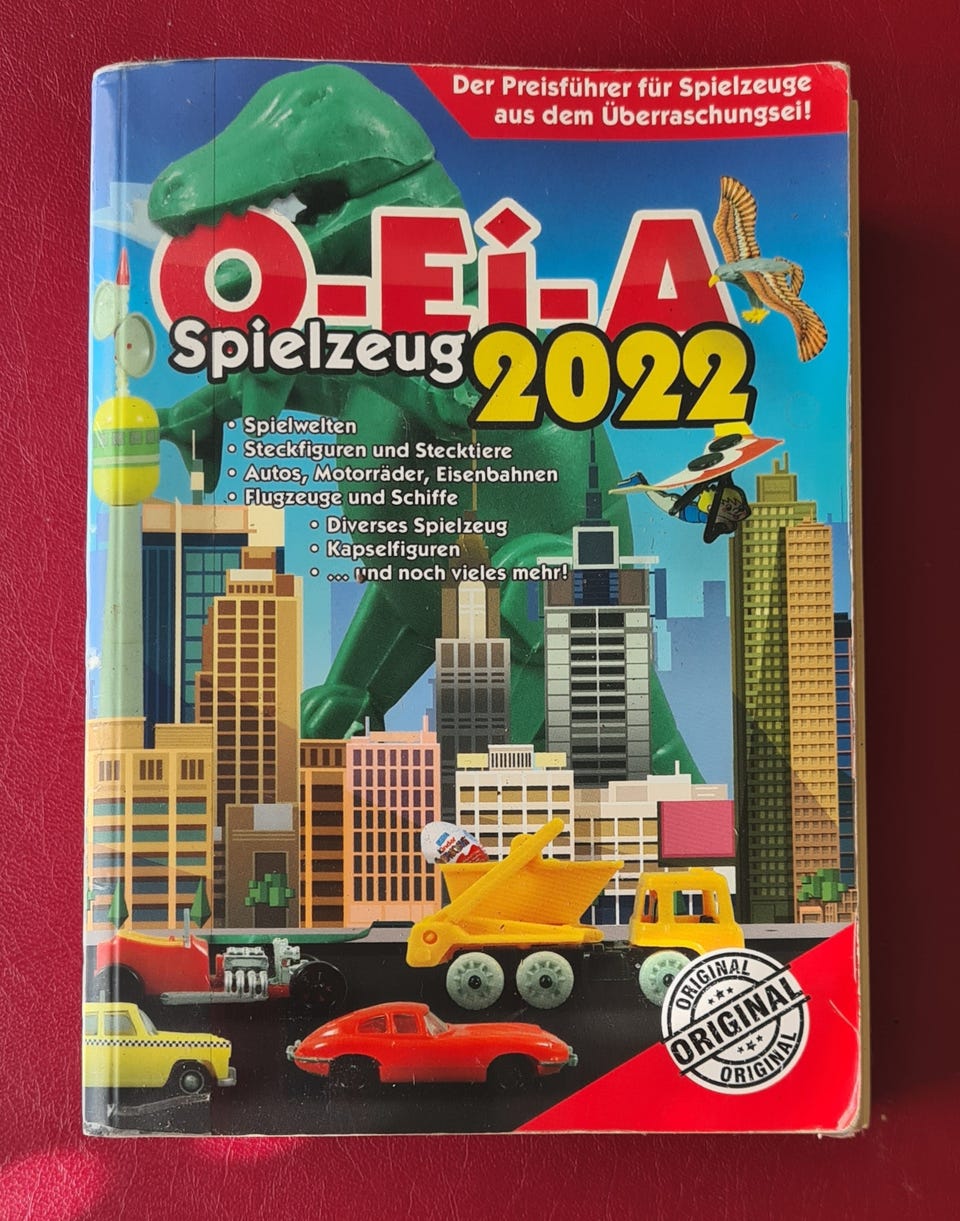 Der Preisführer für Spielzeuge
aus dem Überraschungsei!
O-Ei-A
Spielzeug 2022
• Spielwelten
• Steckfiguren und Stecktiere
• Autos, Motorräder, Eisenbahnen
• Flugzeuge und Schiffe
• Diverses Spielzeug
• Kapselfiguren
• ... und noch vieles mehr!
Kinder
ORIGINAL
ORIGINAL
ORIGINAL